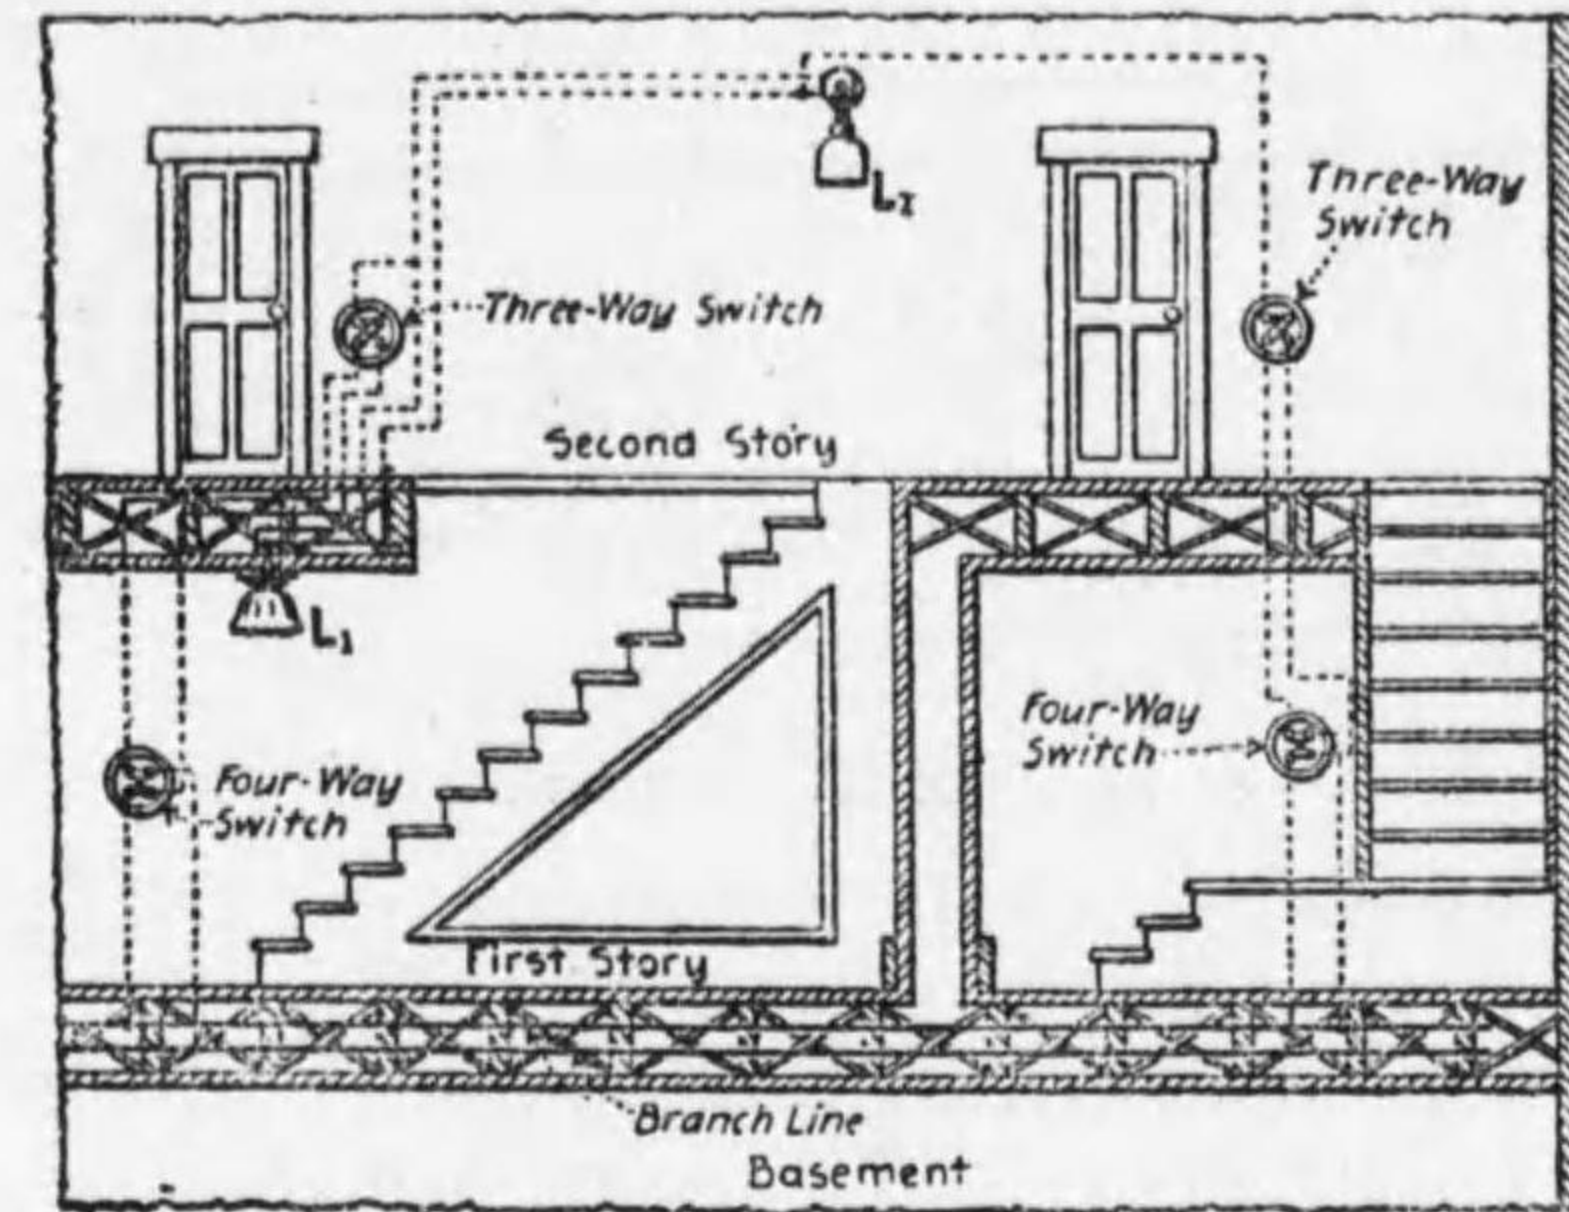 L2
Three-Way
Switch
Three-Way Switch
Second Story
L1
Four-Way
Switch
Four-Way
Switch
First Story
Branch Line
Basement